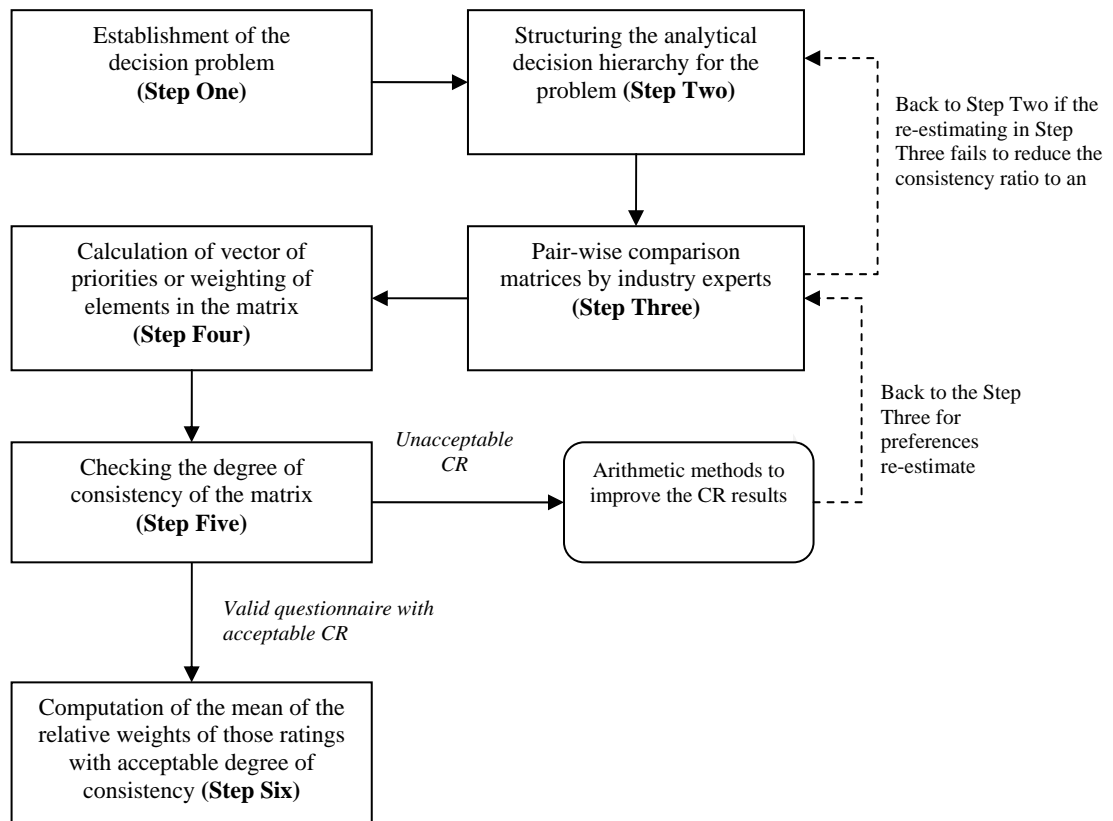 Establishment of the
decision problem
(Step One)
Structuring the analytical
decision hierarchy for the
problem (Step Two)
Back to Step Two if the
re-estimating in Step
Three fails to reduce the
consistency ratio to an
Calculation of vector of
priorities or weighting of
elements in the matrix
(Step Four)
Pair-wise comparison
matrices by industry experts
(Step Three)
Back to the Step
Three for
preferences
re-estimate
Checking the degree of
consistency of the matrix
(Step Five)
Unacceptable
CR
Arithmetic methods to
improve the CR results
Valid questionnaire with
acceptable CR
Computation of the mean of the
relative weights of those ratings
with acceptable degree of
consistency (Step Six)